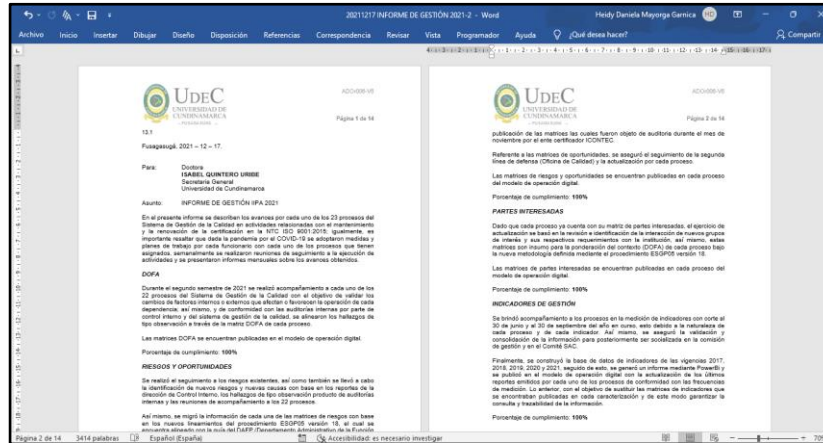 20211217 INFORME DE GESTIÓN 2021-2 - Word
Heidy Daniela Mayorga Garnica
HD
Archivo Inicio Insertar Dibujar Diseño Disposición Referencias Correspondencia Revisar Vista Programador Ayuda ¿Qué desea hacer? Compartir
UDEC
UNIVERSIDAD DE
CUNDINAMARCA
Página 1 de 14
13.1
Fusagasugá, 2021 – 12 – 17.
Para: Doctora
ISABEL QUINTERO URIBE
Secretaria General
Universidad de Cundinamarca
Asunto: INFORME DE GESTIÓN IIPA 2021
En el presente informe se describen los avances por cada uno de los 23 procesos del
Sistema de Gestión de la Calidad en actividades relacionadas con el mantenimiento
y la renovación de la certificación en la NTC ISO 9001:2015; igualmente, es
importante resaltar que dada la pandemia por el COVID-19 se adoptaron medidas y
planes de trabajo por cada funcionario con cada uno de los procesos que tienen
asignados, semanalmente se realizaron reuniones de seguimiento a la ejecución de
actividades y se presentaron informes mensuales sobre los avances obtenidos.
DOFA
Durante el segundo semestre de 2021 se realizó acompañamiento a cada uno de los
22 procesos del Sistema de Gestión de la Calidad con el objetivo de validar los
cambios de factores internos o externos que afectan o favorecen la operación de cada
dependencia; así mismo, y de conformidad con las auditorias internas por parte de
control interno y del sistema de gestión de la calidad, se alinearon los hallazgos de
tipo observación a través de la matriz DOFA de cada proceso.
Las matrices DOFA se encuentran publicadas en el modelo de operación digital.
Porcentaje de cumplimiento: 100%
RIESGOS Y OPORTUNIDADES
Se realizó el seguimiento a los riesgos existentes, así como también se llevó a cabo
la identificación de nuevos riesgos y nuevas causas con base en los reportes de la
dirección de Control Interno, los hallazgos de tipo observación producto de auditorías
internas y las reuniones de acompañamiento a los 22 procesos.
Así mismo, se migró la información de cada una de las matrices de riesgos con base
en los nuevos lineamientos del procedimiento ESGP05 versión 18, el cual se
encuentra alineado con la guía del DAFP (Departamento Administrativo de la Función
UDEC
UNIVERSIDAD DE
CUNDINAMARCA
Página 2 de 14
publicación de las matrices las cuales fueron objeto de auditoria durante el mes de
noviembre por el ente certificador ICONTEC.
Referente a las matrices de oportunidades, se aseguró el seguimiento de la segunda
línea de defensa (Oficina de Calidad) y la actualización por cada proceso.
Las matrices de riesgos y oportunidades se encuentran publicadas en cada proceso
del modelo de operación digital.
Porcentaje de cumplimiento: 100%
PARTES INTERESADAS
Dado que cada proceso ya cuenta con su matriz de partes interesadas, el ejercicio de
actualización se basó en la revisión e identificación de la interacción de nuevos grupos
de interés y sus respectivos requerimientos con la institución, así mismo, estas
matrices son insumo para la ponderación del contexto (DOFA) de cada proceso bajo
la nueva metodología definida mediante el procedimiento ESGP05 versión 18.
Las matrices de partes interesadas se encuentran publicadas en cada proceso del
modelo de operación digital.
Porcentaje de cumplimiento: 100%
INDICADORES DE GESTIÓN
Se brindó acompañamiento a los procesos en la medición de indicadores con corte al
30 de junio y al 30 de septiembre del año en curso, esto debido a la naturaleza de
cada proceso y de cada indicador. Así mismo, se aseguró la validación y
consolidación de la información para posteriormente ser socializada en la comisión
de gestión y en el Comité SAC.
Finalmente, se construyó la base de datos de indicadores de las vigencias 2017,
2018, 2019, 2020 y 2021, seguido de esto, se generó un informe mediante PowerBi y
se publicó en el modelo de operación digital con la actualización de los últimos
reportes emitidos por cada uno de los procesos de conformidad con las frecuencias
de medición. Lo anterior, con el objetivo de sustituir las matrices de indicadores que
se encontraban publicadas en cada caracterización y de este modo garantizar la
consulta y trazabilidad de la información.
Porcentaje de cumplimiento: 100%
Página 2 de 14 3414 palabras Español (España) Accesibilidad: es necesario investigar 70%